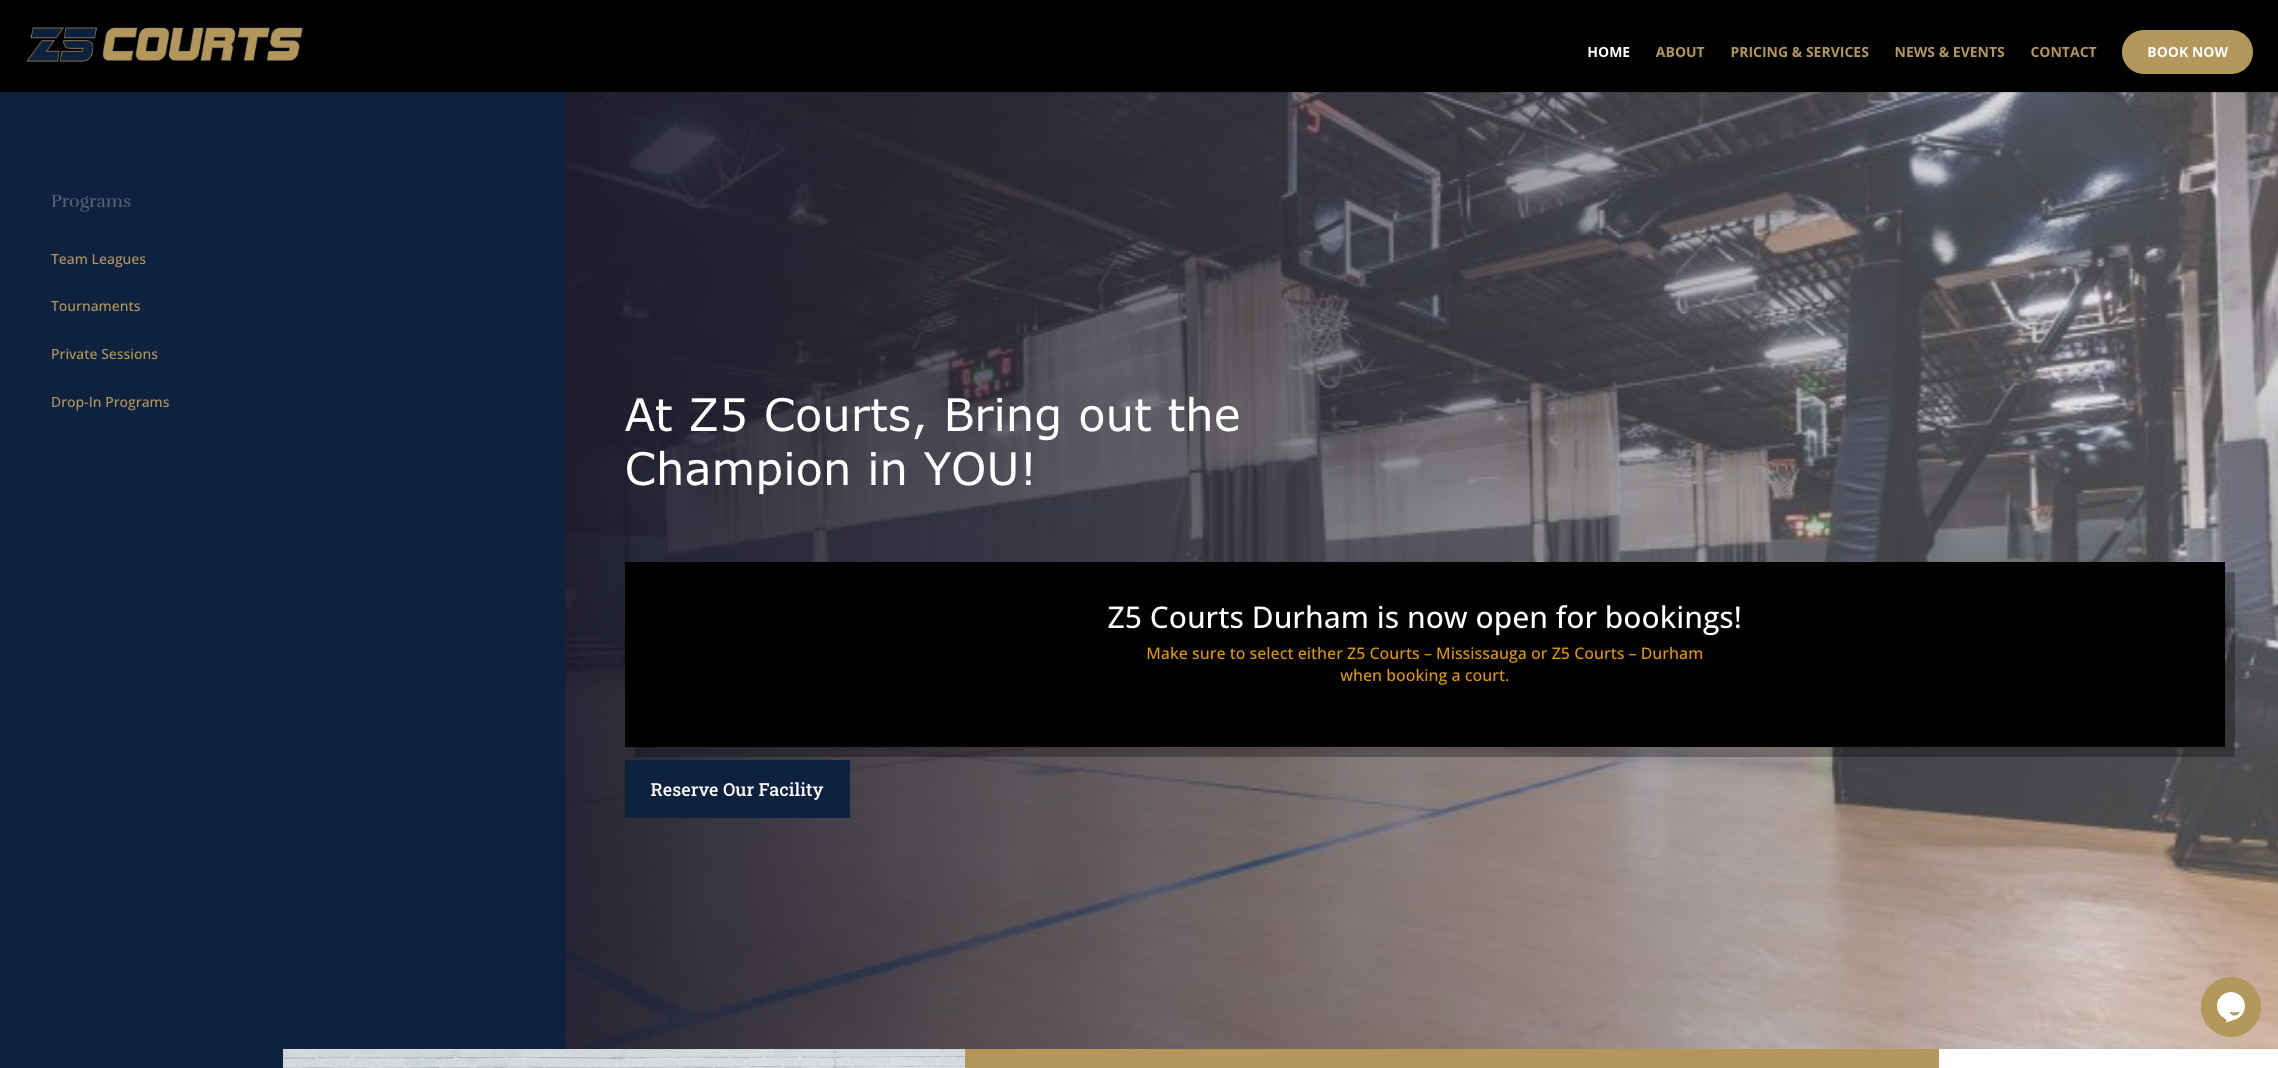 Z5 COURTS
HOME ABOUT PRICING & SERVICES NEWS & EVENTS CONTACT BOOK NOW
Programs
Team Leagues
Tournaments
Private Sessions
Drop-In Programs
At Z5 Courts, Bring out the
Champion in YOU!
Z5 Courts Durham is now open for bookings!
Make sure to select either Z5 Courts – Mississauga or Z5 Courts – Durham
when booking a court.
Reserve Our Facility